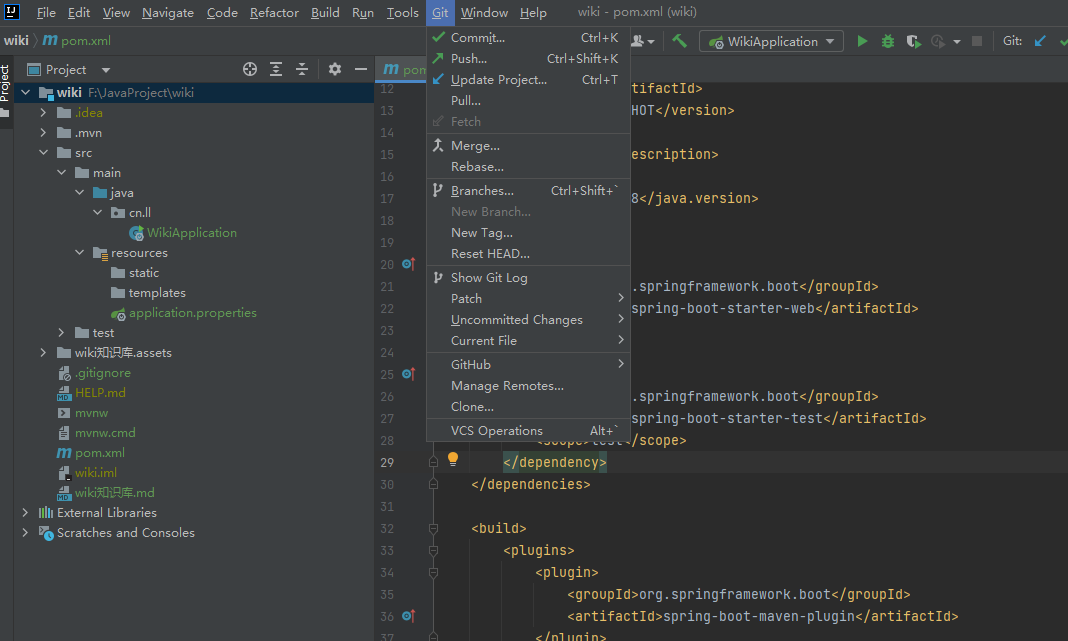 File Edit View Navigate Code Refactor Build Run Tools Git Window Help wiki - pom.xml (wiki)
wiki pom.xml WikiApplication Git:
Project Project pom
wiki F:\JavaProject\wiki
.idea
.mvn
src
main
java
cn.ll
WikiApplication
resources
static
templates
application.properties
test
wiki知识库.assets
.gitignore
HELP.md
mvnw
mvnw.cmd
pom.xml
wiki.iml
wiki知识库.md
External Libraries
Scratches and Consoles
Commit... Ctrl+K
Push... Ctrl+Shift+K
Update Project... Ctrl+T
Pull...
Fetch
Merge...
Rebase...
Branches... Ctrl+Shift+`
New Branch...
New Tag...
Reset HEAD...
Show Git Log
Patch
Uncommitted Changes
Current File
GitHub
Manage Remotes...
Clone...
VCS Operations Alt+`
12 tifactId>
13 HOT</version>
14
15 escription>
16
17 8</java.version>
18
19
20
21 .springframework.boot</groupId>
22 spring-boot-starter-web</artifactId>
23
24
25
26 .springframework.boot</groupId>
27 spring-boot-starter-test</artifactId>
28 <scope>test</scope>
29 </dependency>
30 </dependencies>
31
32 <build>
33 <plugins>
34 <plugin>
35 <groupId>org.springframework.boot</groupId>
36 <artifactId>spring-boot-maven-plugin</artifactId>
37 </plugin>